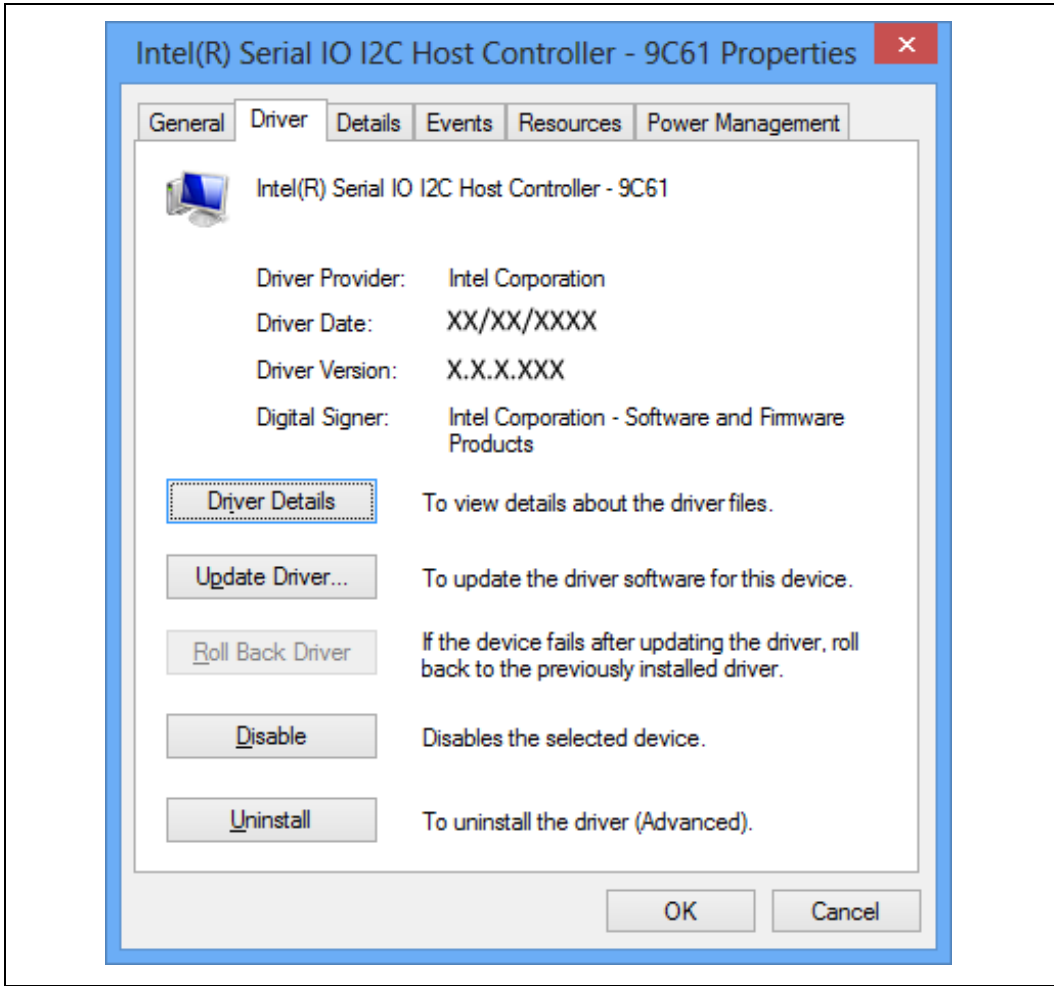 Intel(R) Serial IO I2C Host Controller - 9C61 Properties
General Driver Details Events Resources Power Management
Intel(R) Serial IO I2C Host Controller - 9C61
Driver Provider: Intel Corporation
Driver Date: XX/XX/XXXX
Driver Version: X.X.X.XXX
Digital Signer: Intel Corporation - Software and Firmware
Products
Driver Details To view details about the driver files.
Update Driver... To update the driver software for this device.
Roll Back Driver If the device fails after updating the driver, roll
back to the previously installed driver.
Disable Disables the selected device.
Uninstall To uninstall the driver (Advanced).
OK Cancel